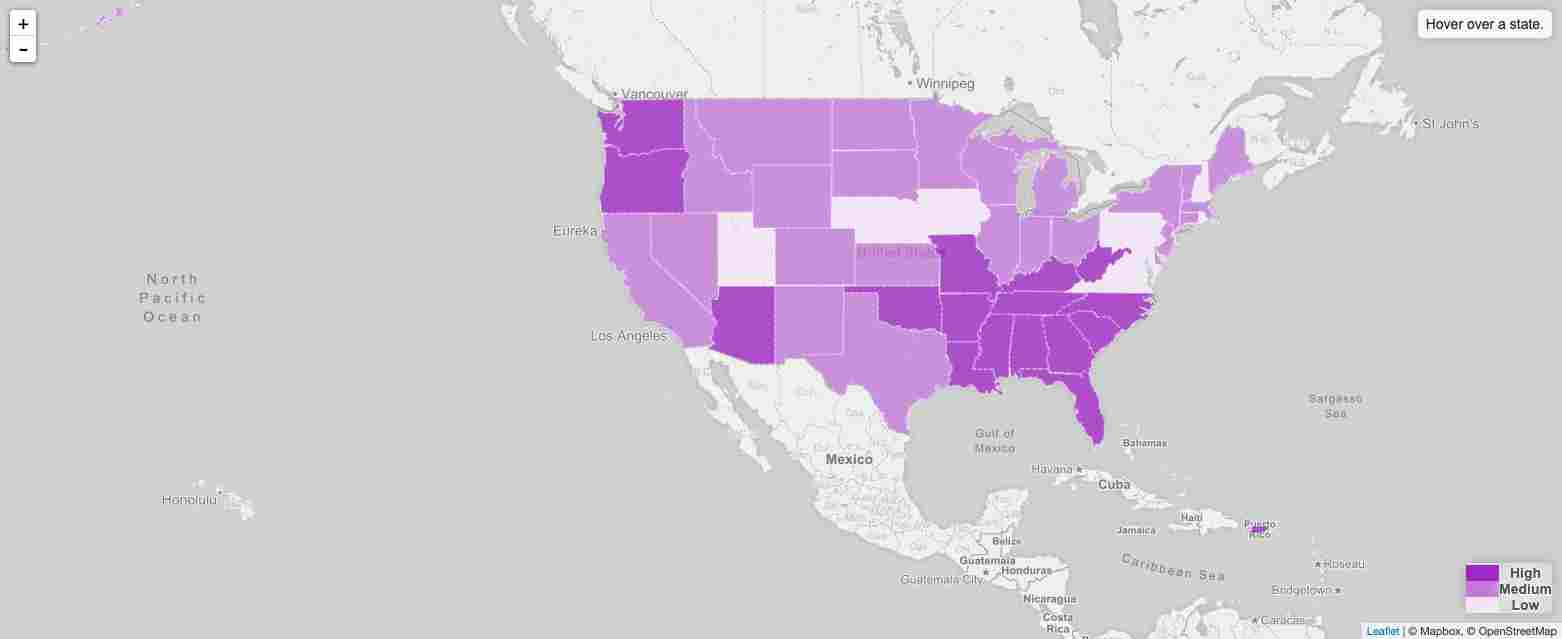 +
-
Hover over a state.
Winnipeg
Vancouver
St John's
Eureka
United States
North
Pacific
Ocean
Los Angeles
Sargasso
Sea
Gulf of
Mexico
Bahamas
Mexico
Havana
Cuba
Honolulu
Haiti
Jamaica
Puerto
Rico
Belize
Guatemala
Honduras
Guatemala City
Caribbean Sea
Roseau
High
Medium
Low
Bridgetown
Nicaragua
Costa
Rica
Caracas
Leaflet | © Mapbox, © OpenStreetMap